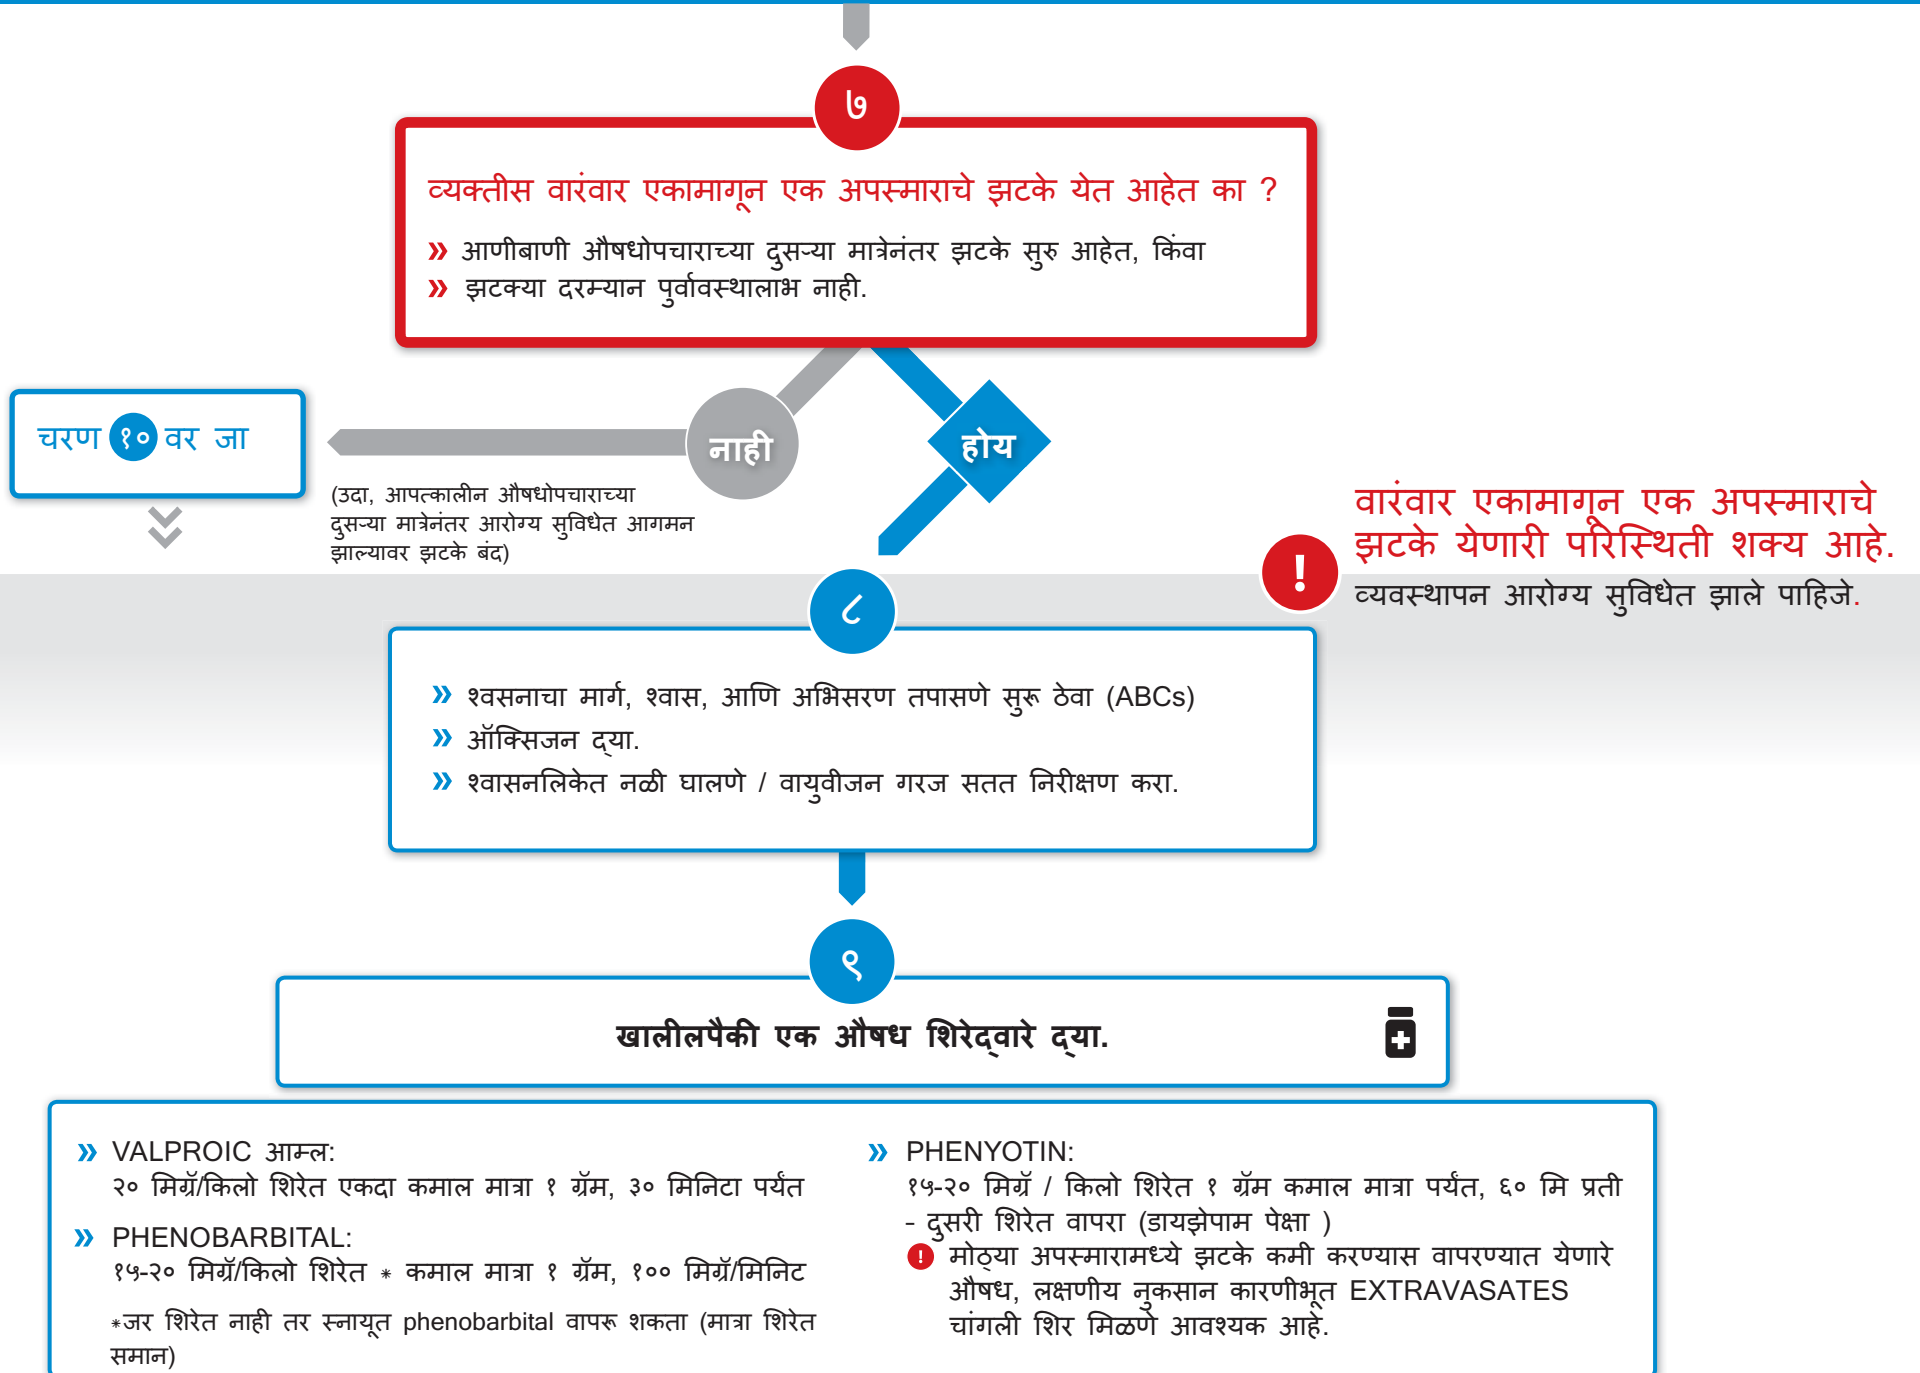 ७
व्यक्तीस वारंवार एकामागून एक अपस्माराचे झटके येत आहेत का ?
» आणीबाणी औषधोपचाराच्या दुसऱ्या मात्रेनंतर झटके सुरु आहेत, किंवा
» झटक्या दरम्यान पुर्वावस्थालाभ नाही.
चरण १० वर जा
नाही
होय
(उदा, आपत्कालीन औषधोपचाराच्या
दुसऱ्या मात्रेनंतर आरोग्य सुविधेत आगमन
झाल्यावर झटके बंद)
!
वारंवार एकामागून एक अपस्माराचे
झटके येणारी परिस्थिती शक्य आहे.
व्यवस्थापन आरोग्य सुविधेत झाले पाहिजे.
८
» श्वसनाचा मार्ग, श्वास, आणि अभिसरण तपासणे सुरू ठेवा (ABCs)
» ऑक्सिजन द्या.
» श्वासनलिकेत नळी घालणे / वायुवीजन गरज सतत निरीक्षण करा.
९
खालीलपैकी एक औषध शिरेद्वारे द्या.
» VALPROIC आम्ल:
२० मिग्रॅ/किलो शिरेत एकदा कमाल मात्रा १ ग्रॅम, ३० मिनिटा पर्यंत
» PHENOBARBITAL:
१५-२० मिग्रॅ/किलो शिरेत * कमाल मात्रा १ ग्रॅम, १०० मिग्रॅ/मिनिट
*जर शिरेत नाही तर स्नायूत phenobarbital वापरू शकता (मात्रा शिरेत
समान)
» PHENYOTIN:
१५-२० मिग्रॅ / किलो शिरेत १ ग्रॅम कमाल मात्रा पर्यंत, ६० मि प्रती
– दुसरी शिरेत वापरा (डायझेपाम पेक्षा )
! मोठ्या अपस्मारामध्ये झटके कमी करण्यास वापरण्यात येणारे
औषध, लक्षणीय नुकसान कारणीभूत EXTRAVASATES
चांगली शिर मिळणे आवश्यक आहे.